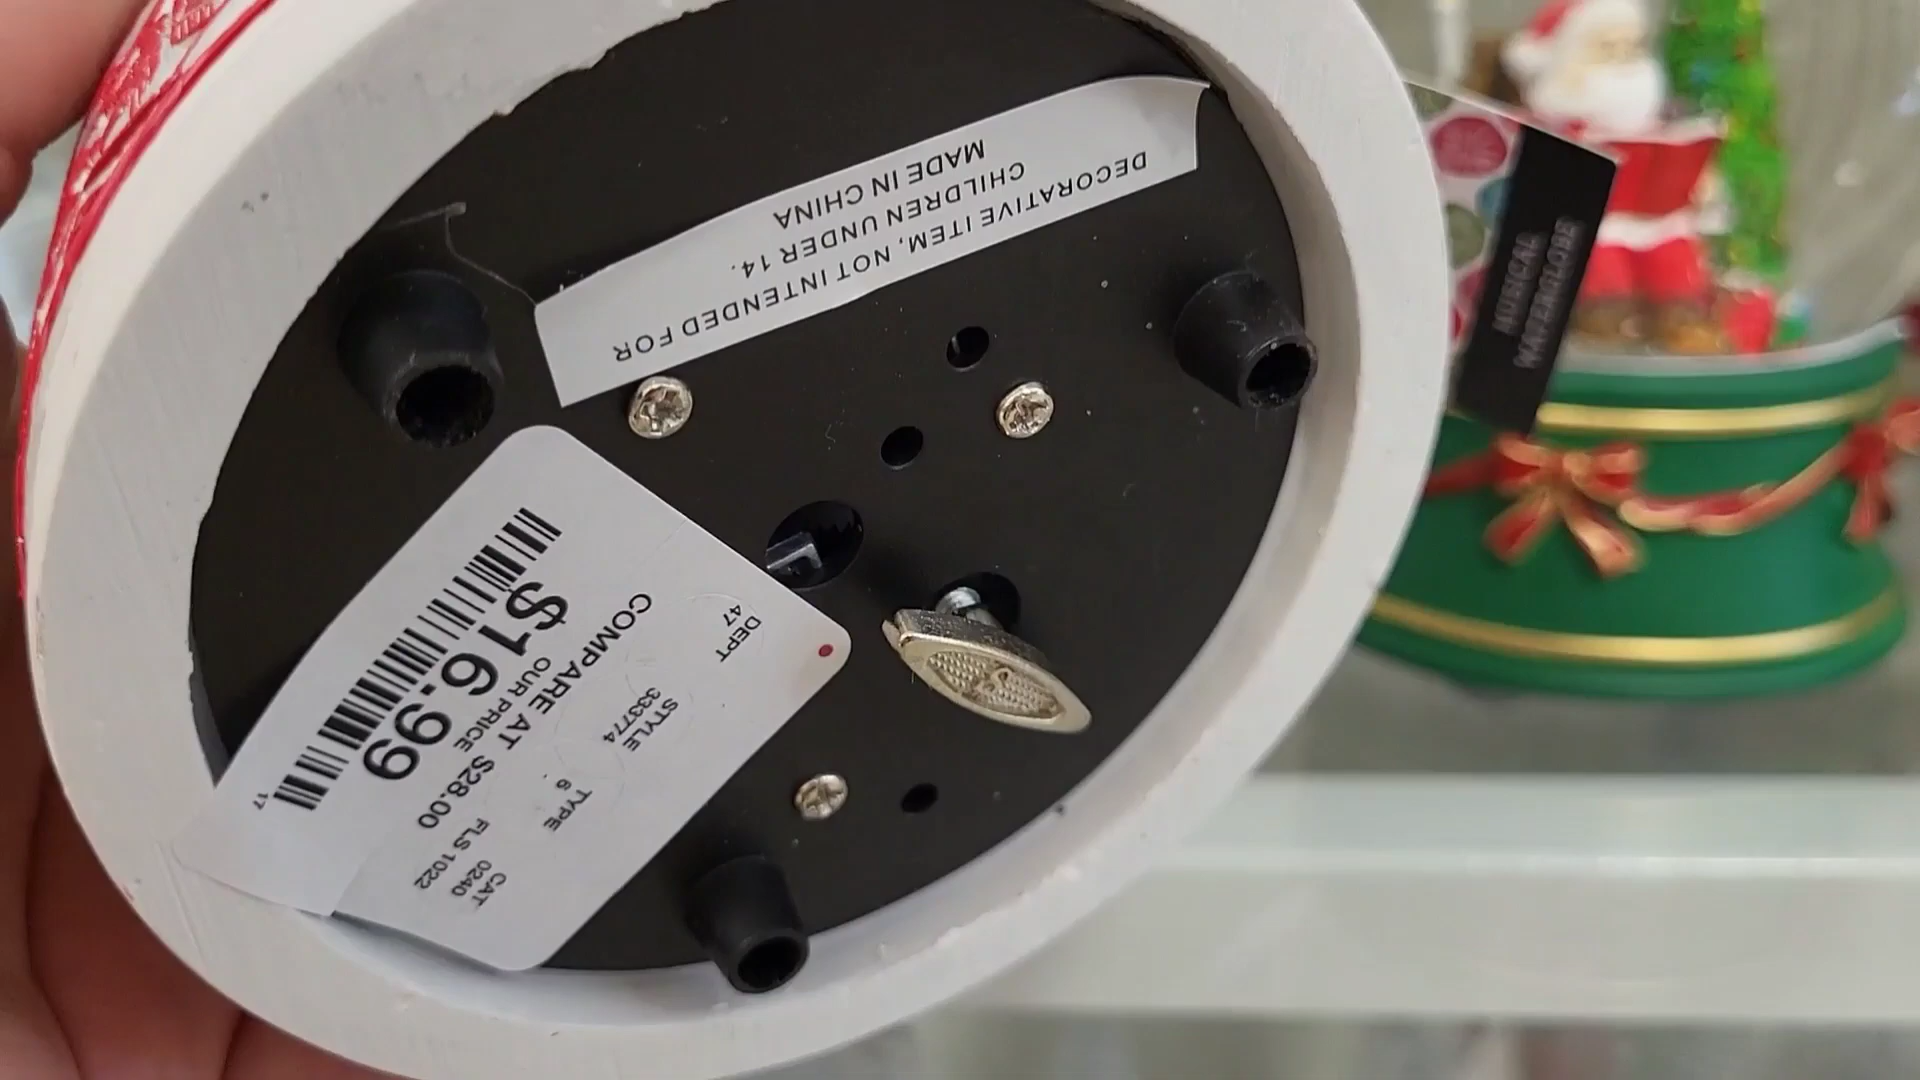 DECORATIVE ITEM, NOT INTENDED FOR
CHILDREN UNDER 14.
MADE IN CHINA
DEPT
47
STYLE
333774
TYPE
6
CAT
0240
FLS 1022
COMPARE AT $28.00
OUR PRICE
$16.99
17
MUSICAL
WATERGLOBE